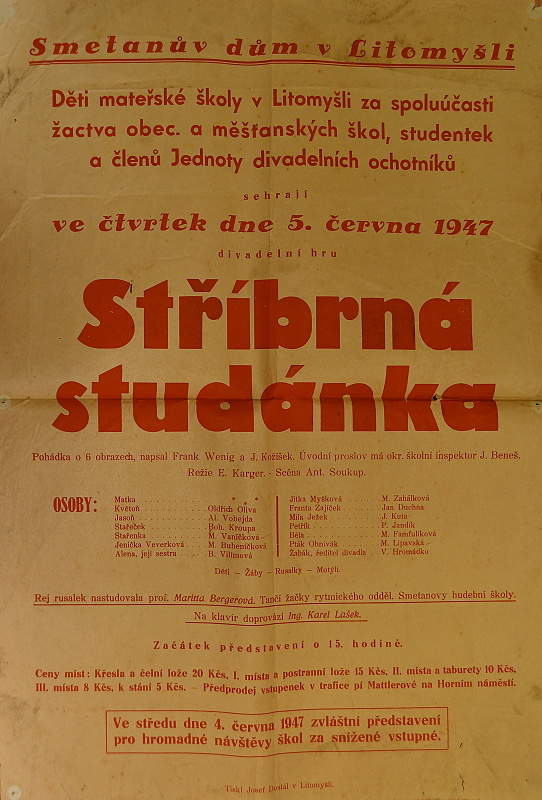 Smetanův dům v Litomyšli
Děti mateřské školy v Litomyšli za spoluúčasti
žactva obec. a měšťanských škol, studentek
a členů Jednoty divadelních ochotníků
sehrají
ve čtvrtek dne 5. června 1947
divadelní hru
Stříbrná
studánka
Pohádka o 6 obrazech, napsal Frank Wenig a J. Kožíšek. Úvodní proslov má okr. školní inspektor J. Beneš.
Režie E. Karger. - Scéna Ant. Soukup.
OSOBY:
Matka . . . . . . . . . . * * *
Květoň . . . . . . . . Oldřich Oliva
Jasoň . . . . . . . . Al. Vobejda
Stařeček . . . . . . . Boh. Kroupa
Stařenka . . . . . . . M. Vaníčková
Jenička Veverková . . . M. Bubeníčková
Alena, její sestra . . . . B. Vilímová
Jitka Myšková . . . . . M. Zahálková
Franta Zajíček . . . . . Jan Duchna
Míla Ježek . . . . . . J. Kuta
Petřík . . . . . . . . P. Jandík
Běla . . . . . . . . . M. Famfulíková
Pták Ohnivák . . . . . M. Lipavská
Žabák, ředitel divadla . . V. Hromádko
Děti – Žáby – Rusalky – Motýli.
Rej rusalek nastudovala prof. Maritta Bergerová. Tančí žačky rytmického odděl. Smetanovy hudební školy.
Na klavír doprovází Ing. Karel Lašek.
Začátek představení o 15. hodině.
Ceny míst: Křesla a čelní lože 20 Kčs, I. místa a postranní lože 15 Kčs, II. místa a taburety 10 Kčs,
III. místa 8 Kčs, k stání 5 Kčs. – Předprodej vstupenek v trafice pí Mattlerové na Horním náměstí.
Ve středu dne 4. června 1947 zvláštní představení
pro hromadné návštěvy škol za snížené vstupné.
Tiskl Josef Dostál v Litomyšli.